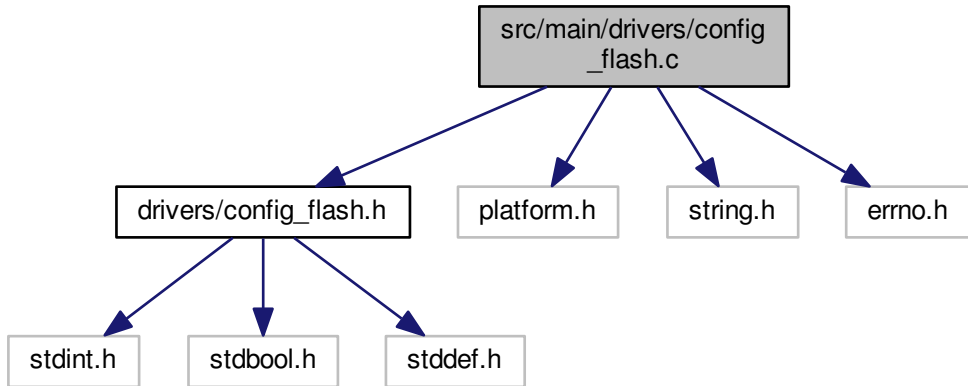 src/main/drivers/config
_flash.c
drivers/config_flash.h
platform.h
string.h
errno.h
stdint.h
stdbool.h
stddef.h